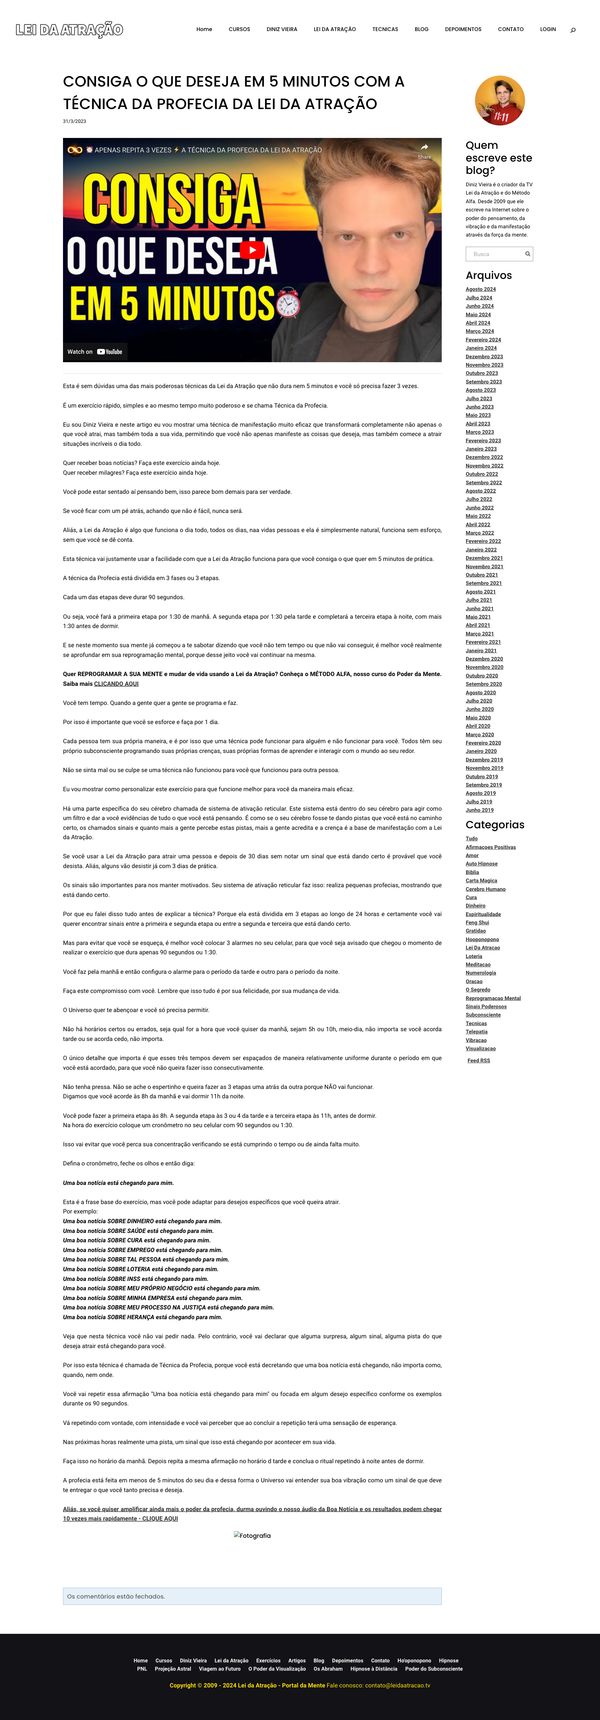 LEI DA ATRAÇÃO
Home CURSOS DINIZ VIEIRA LEI DA ATRAÇÃO TECNICAS BLOG DEPOIMENTOS CONTATO LOGIN
CONSIGA O QUE DESEJA EM 5 MINUTOS COM A
TÉCNICA DA PROFECIA DA LEI DA ATRAÇÃO
31/3/2023
APENAS REPITA 3 VEZES ⚡ A TÉCNICA DA PROFECIA DA LEI DA ATRAÇÃO
Share
CONSIGA
O QUE DESEJA
EM 5 MINUTOS
11:11
Watch on YouTube
Esta é sem dúvidas uma das mais poderosas técnicas da Lei da Atração que não dura nem 5 minutos e você só precisa fazer 3 vezes.
É um exercício rápido, simples e ao mesmo tempo muito poderoso e se chama Técnica da Profecia.
Eu sou Diniz Vieira e neste artigo eu vou mostrar uma técnica de manifestação muito eficaz que transformará completamente não apenas o
que você atrai, mas também toda a sua vida, permitindo que você não apenas manifeste as coisas que deseja, mas também comece a atrair
situações incríveis o dia todo.
Quer receber boas notícias? Faça este exercício ainda hoje.
Quer receber milagres? Faça este exercício ainda hoje.
Você pode estar sentado aí pensando bem, isso parece bom demais para ser verdade.
Se você ficar com um pé atrás, achando que não é fácil, nunca será.
Aliás, a Lei da Atração é algo que funciona o dia todo, todos os dias, naa vidas pessoas e ela é simplesmente natural, funciona sem esforço,
sem que você se dê conta.
Esta técnica vai justamente usar a facilidade com que a Lei da Atração funciona para que você consiga o que quer em 5 minutos de prática.
A técnica da Profecia está dividida em 3 fases ou 3 etapas.
Cada um das etapas deve durar 90 segundos.
Ou seja, você fará a primeira etapa por 1:30 de manhã. A segunda etapa por 1:30 pela tarde e completará a terceira etapa à noite, com mais
1:30 antes de dormir.
E se neste momento sua mente já começou a te sabotar dizendo que você não tem tempo ou que não vai conseguir, é melhor você realmente
se aprofundar em sua reprogramação mental, porque desse jeito você vai continuar na mesma.
Quer REPROGRAMAR A SUA MENTE e mudar de vida usando a Lei da Atração? Conheça o MÉTODO ALFA, nosso curso do Poder da Mente.
Saiba mais CLICANDO AQUI
Você tem tempo. Quando a gente quer a gente se programa e faz.
Por isso é importante que você se esforce e faça por 1 dia.
Cada pessoa tem sua própria maneira, e é por isso que uma técnica pode funcionar para alguém e não funcionar para você. Todos têm seu
próprio subconsciente programando suas próprias crenças, suas próprias formas de aprender e interagir com o mundo ao seu redor.
Não se sinta mal ou se culpe se uma técnica não funcionou para você que funcionou para outra pessoa.
Eu vou mostrar como personalizar este exercício para que funcione melhor para você da maneira mais eficaz.
Há uma parte específica do seu cérebro chamada de sistema de ativação reticular. Este sistema está dentro do seu cérebro para agir como
um filtro e dar a você evidências de tudo o que você está pensando. É como se o seu cérebro fosse te dando pistas que você está no caminho
certo, os chamados sinais e quanto mais a gente percebe estas pistas, mais a gente acredita e a crença é a base de manifestação com a Lei
da Atração.
Se você usar a Lei da Atração para atrair uma pessoa e depois de 30 dias sem notar um sinal que está dando certo é provável que você
desista. Aliás, alguns vão desistir já com 3 dias de prática.
Os sinais são importantes para nos manter motivados. Seu sistema de ativação reticular faz isso: realiza pequenas profecias, mostrando que
está dando certo.
Por que eu falei disso tudo antes de explicar a técnica? Porque ela está dividida em 3 etapas ao longo de 24 horas e certamente você vai
querer encontrar sinais entre a primeira e segunda etapa ou entre a segunda e terceira que está dando certo.
Mas para evitar que você se esqueça, é melhor você colocar 3 alarmes no seu celular, para que você seja avisado que chegou o momento de
realizar o exercício que dura apenas 90 segundos ou 1:30.
Você faz pela manhã e então configura o alarme para o período da tarde e outro para o período da noite.
Faça este compromisso com você. Lembre que isso tudo é por sua felicidade, por sua mudança de vida.
O Universo quer te abençoar e você só precisa permitir.
Não há horários certos ou errados, seja qual for a hora que você quiser da manhã, sejam 5h ou 10h, meio-dia, não importa se você acorda
tarde ou se acorda cedo, não importa.
O único detalhe que importa é que esses três tempos devem ser espaçados de maneira relativamente uniforme durante o período em que
você está acordado, para que você não queira fazer isso consecutivamente.
Não tenha pressa. Não se ache o espertinho e queira fazer as 3 etapas uma atrás da outra porque NÃO vai funcionar.
Digamos que você acorde às 8h da manhã e vai dormir 11h da noite.
Você pode fazer a primeira etapa às 8h. A segunda etapa às 3 ou 4 da tarde e a terceira etapa às 11h, antes de dormir.
Na hora do exercício coloque um cronômetro no seu celular com 90 segundos ou 1:30.
Isso vai evitar que você perca sua concentração verificando se está cumprindo o tempo ou de ainda falta muito.
Defina o cronômetro, feche os olhos e então diga:
Uma boa notícia está chegando para mim.
Esta é a frase base do exercício, mas você pode adaptar para desejos específicos que você queira atrair.
Por exemplo:
Uma boa notícia SOBRE DINHEIRO está chegando para mim.
Uma boa notícia SOBRE SAÚDE está chegando para mim.
Uma boa notícia SOBRE CURA está chegando para mim.
Uma boa notícia SOBRE EMPREGO está chegando para mim.
Uma boa notícia SOBRE TAL PESSOA está chegando para mim.
Uma boa notícia SOBRE LOTERIA está chegando para mim.
Uma boa notícia SOBRE INSS está chegando para mim.
Uma boa notícia SOBRE MEU PRÓPRIO NEGÓCIO está chegando para mim.
Uma boa notícia SOBRE MINHA EMPRESA está chegando para mim.
Uma boa notícia SOBRE MEU PROCESSO NA JUSTIÇA está chegando para mim.
Uma boa notícia SOBRE HERANÇA está chegando para mim.
Veja que nesta técnica você não vai pedir nada. Pelo contrário, você vai declarar que alguma surpresa, algum sinal, alguma pista do que
deseja atrair está chegando para você.
Por isso esta técnica é chamada de Técnica da Profecia, porque você está decretando que uma boa notícia está chegando, não importa como,
quando, nem onde.
Você vai repetir essa afirmação "Uma boa notícia está chegando para mim" ou focada em algum desejo específico conforme os exemplos
durante os 90 segundos.
Vá repetindo com vontade, com intensidade e você vai perceber que ao concluir a repetição terá uma sensação de esperança.
Nas próximas horas realmente uma pista, um sinal que isso está chegando por acontecer em sua vida.
Faça isso no horário da manhã. Depois repita a mesma afirmação no horário d tarde e conclua o ritual repetindo à noite antes de dormir.
A profecia está feita em menos de 5 minutos do seu dia e dessa forma o Universo vai entender sua boa vibração como um sinal de que deve
te entregar o que você tanto precisa e deseja.
Aliás, se você quiser amplificar ainda mais o poder da profecia, durma ouvindo o nosso áudio da Boa Notícia e os resultados podem chegar
10 vezes mais rapidamente - CLIQUE AQUI
Fotografia
Os comentários estão fechados.
Quem
escreve este
blog?
Diniz Vieira é o criador da TV
Lei da Atração e do Método
Alfa. Desde 2009 que ele
escreve na Internet sobre o
poder do pensamento, da
vibração e da manifestação
através da força da mente.
Busca
Arquivos
Agosto 2024
Julho 2024
Junho 2024
Maio 2024
Abril 2024
Março 2024
Fevereiro 2024
Janeiro 2024
Dezembro 2023
Novembro 2023
Outubro 2023
Setembro 2023
Agosto 2023
Julho 2023
Junho 2023
Maio 2023
Abril 2023
Março 2023
Fevereiro 2023
Janeiro 2023
Dezembro 2022
Novembro 2022
Outubro 2022
Setembro 2022
Agosto 2022
Julho 2022
Junho 2022
Maio 2022
Abril 2022
Março 2022
Fevereiro 2022
Janeiro 2022
Dezembro 2021
Novembro 2021
Outubro 2021
Setembro 2021
Agosto 2021
Julho 2021
Junho 2021
Maio 2021
Abril 2021
Março 2021
Fevereiro 2021
Janeiro 2021
Dezembro 2020
Novembro 2020
Outubro 2020
Setembro 2020
Agosto 2020
Julho 2020
Junho 2020
Maio 2020
Abril 2020
Março 2020
Fevereiro 2020
Janeiro 2020
Dezembro 2019
Novembro 2019
Outubro 2019
Setembro 2019
Agosto 2019
Julho 2019
Junho 2019
Categorias
Tudo
Afirmacoes Positivas
Amor
Auto Hipnose
Biblia
Carta Magica
Cerebro Humano
Cura
Dinheiro
Espiritualidade
Feng Shui
Gratidao
Hooponopono
Lei Da Atracao
Loteria
Meditacao
Numerologia
Oracao
O Segredo
Reprogramacao Mental
Sinais Poderosos
Subconsciente
Tecnicas
Telepatia
Vibracao
Visualizacao
Feed RSS
Home Cursos Diniz Vieira Lei da Atração Exercícios Artigos Blog Depoimentos Contato Ho'oponopono Hipnose
PNL Projeção Astral Viagem ao Futuro O Poder da Visualização Os Abraham Hipnose à Distância Poder do Subconsciente
Copyright © 2009 - 2024 Lei da Atração - Portal da Mente Fale conosco: contato@leidaatracao.tv